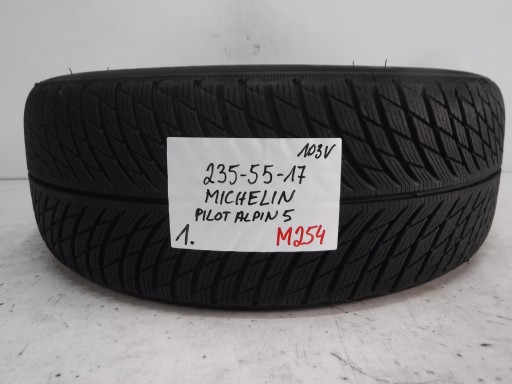 103V
235-55-17
MICHELIN
PILOT ALPIN 5
1. M254